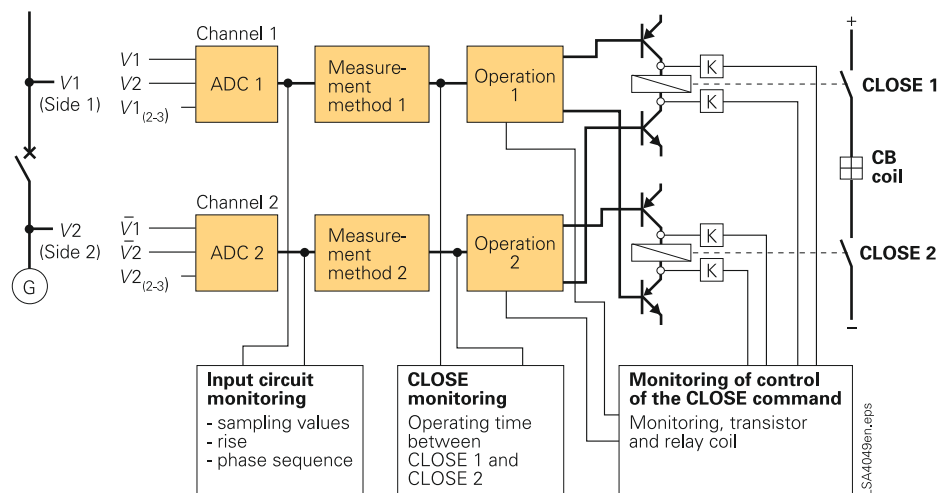 Channel 1
V1
V2
V1(2-3)
ADC 1
Measure-
ment
method 1
Operation
1
K
K
+
CLOSE 1
CB
coil
V1
(Side 1)
Channel 2
V̅1
V̅2
V2(2-3)
ADC 2
Measure-
ment
method 2
Operation
2
K
K
CLOSE 2
–
V2
(Side 2)
G
Input circuit
monitoring
- sampling values
- rise
- phase sequence
CLOSE
monitoring
Operating time
between
CLOSE 1 and
CLOSE 2
Monitoring of control
of the CLOSE command
Monitoring, transistor
and relay coil
LSA4049en.eps